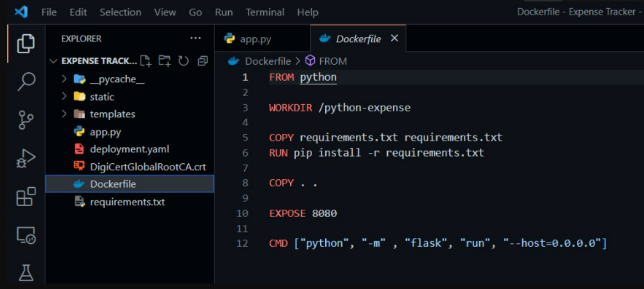 File Edit Selection View Go Run Terminal Help
Dockerfile - Expense Tracker -
EXPLORER ...
EXPENSE TRACK...
__pycache__
static
templates
app.py
deployment.yaml
DigiCertGlobalRootCA.crt
Dockerfile
requirements.txt
app.py
Dockerfile
Dockerfile > FROM
1 FROM python
2
3 WORKDIR /python-expense
4
5 COPY requirements.txt requirements.txt
6 RUN pip install -r requirements.txt
7
8 COPY . .
9
10 EXPOSE 8080
11
12 CMD ["python", "-m" , "flask", "run", "--host=0.0.0.0"]